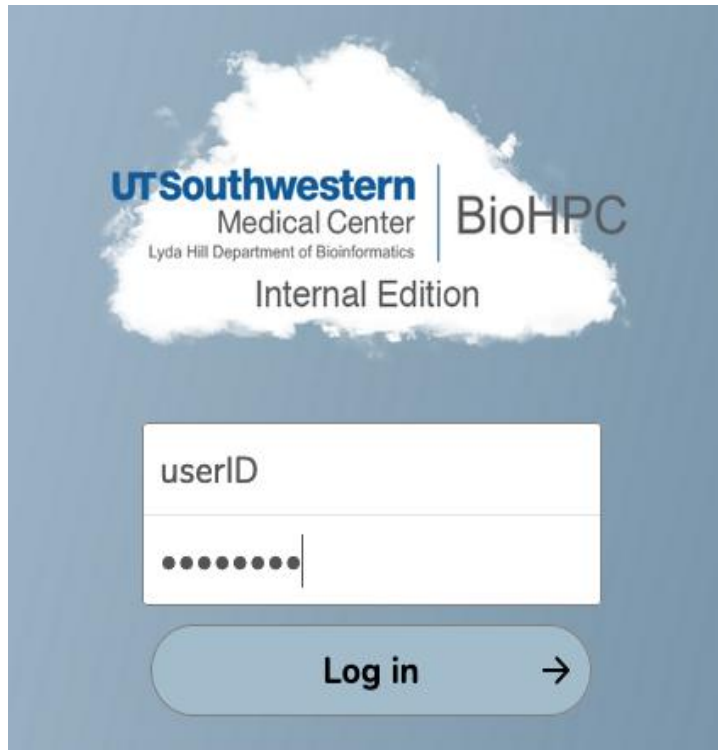 UTSouthwestern
Medical Center
Lyda Hill Department of Bioinformatics
BioHPC
Internal Edition
userID
••••••••
Log in →